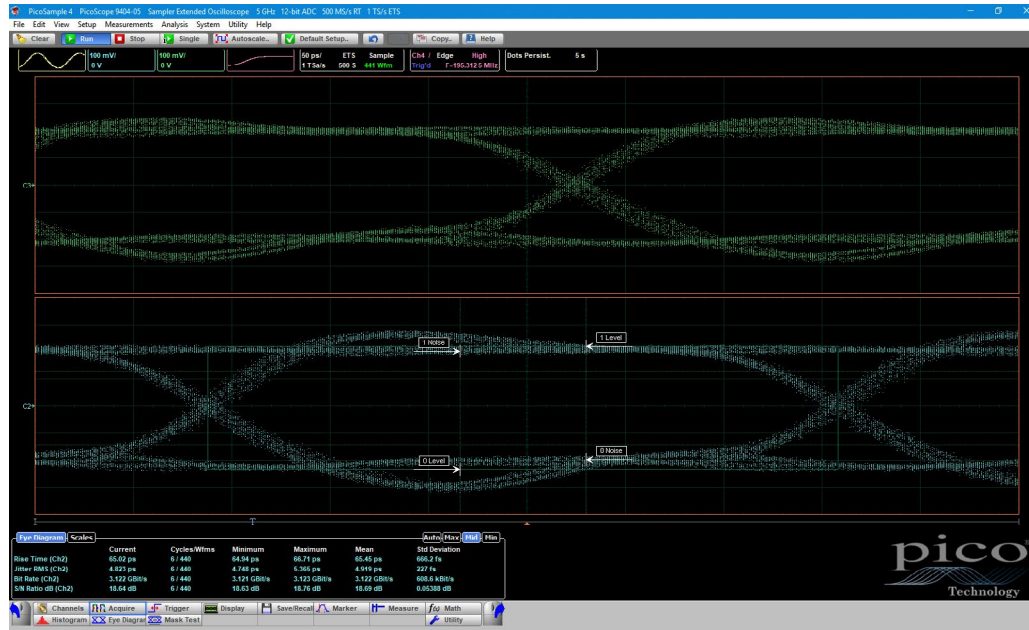 PicoSample 4 PicoScope 9404-05 Sampler Extended Oscilloscope 5 GHz 12-bit ADC 500 MS/s RT 1 TS/s ETS
File Edit View Setup Measurements Analysis System Utility Help
Clear Run Stop Single Autoscale.. Default Setup.. Copy.. Help
100 mV/ 100 mV/ 50 ps/ ETS Sample Ch4 / Edge High Dots Persist. 5 s
0 V 0 V 1 TSa/s 500 S 441 Wfm Trig'd F~195.312 5 MHz
C3
1 Level
1 Noise
C2
0 Noise
0 Level
T
Eye Diagram Scales Auto Max Mid Min
Current Cycles/Wfms Minimum Maximum Mean Std Deviation
Rise Time (Ch2) 65.02 ps 6 / 440 64.94 ps 66.71 ps 65.45 ps 666.2 fs
Jitter RMS (Ch2) 4.823 ps 6 / 440 4.748 ps 5.365 ps 4.919 ps 227 fs
Bit Rate (Ch2) 3.122 GBit/s 6 / 440 3.121 GBit/s 3.123 GBit/s 3.122 GBit/s 608.6 kBit/s
S/N Ratio dB (Ch2) 18.64 dB 6 / 440 18.63 dB 18.76 dB 18.69 dB 0.05388 dB
pico
Technology
Channels Acquire Trigger Display Save/Recall Marker Measure Math
Histogram Eye Diagram Mask Test Utility